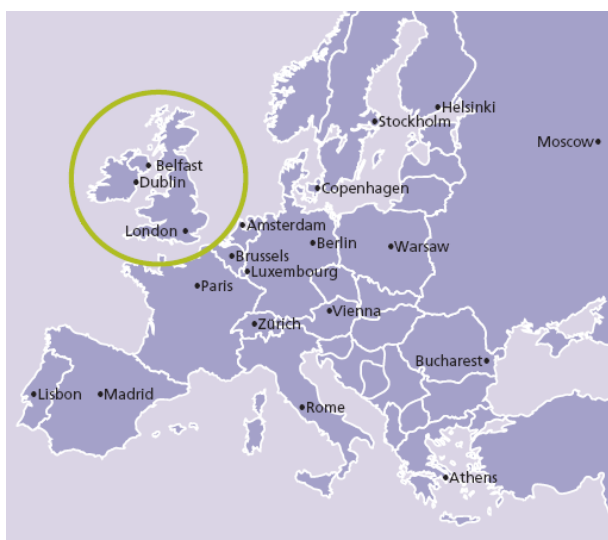 Helsinki
Stockholm
Moscow
Belfast
Dublin
Copenhagen
London
Amsterdam
Berlin
Warsaw
Brussels
Luxembourg
Paris
Vienna
Zürich
Bucharest
Lisbon
Madrid
Rome
Athens